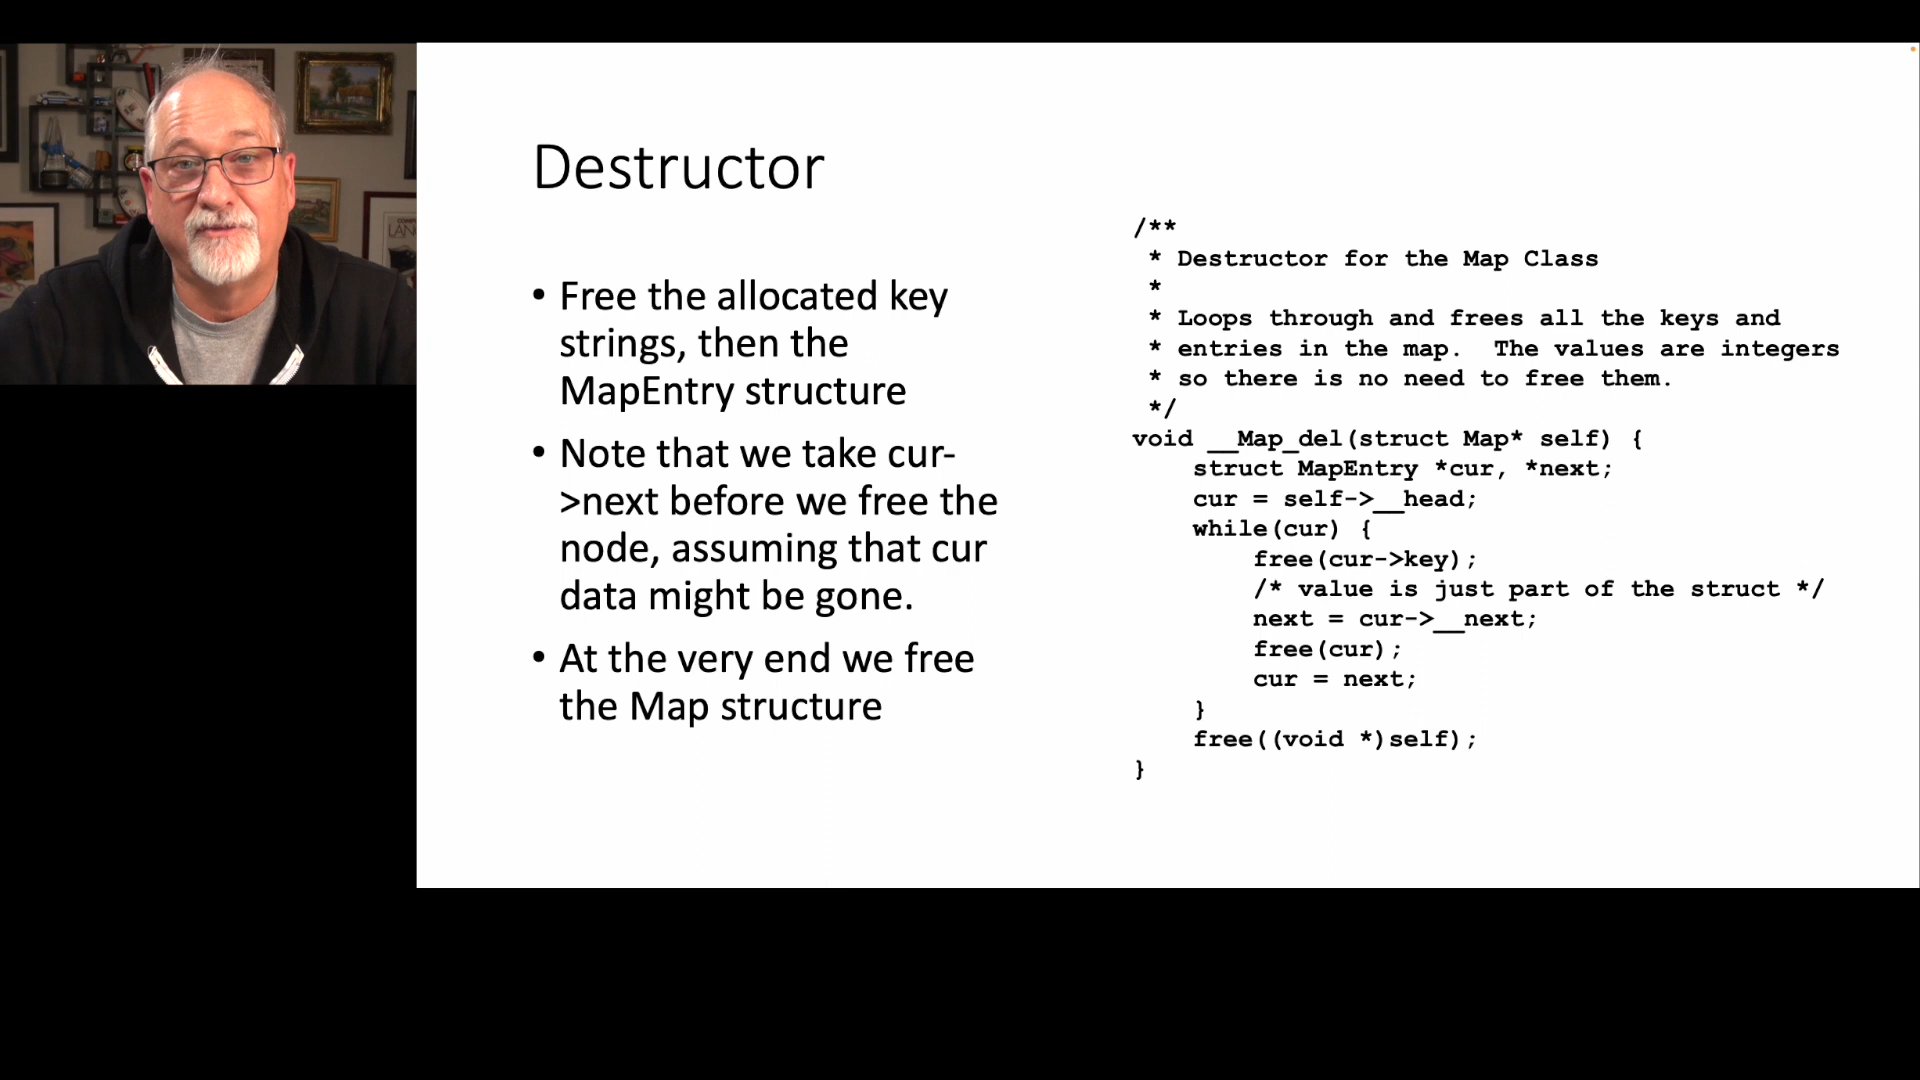 Destructor
• Free the allocated key
strings, then the
MapEntry structure
• Note that we take cur-
>next before we free the
node, assuming that cur
data might be gone.
• At the very end we free
the Map structure
/**
 * Destructor for the Map Class
 *
 * Loops through and frees all the keys and
 * entries in the map.  The values are integers
 * so there is no need to free them.
 */
void __Map_del(struct Map* self) {
    struct MapEntry *cur, *next;
    cur = self->__head;
    while(cur) {
        free(cur->key);
        /* value is just part of the struct */
        next = cur->__next;
        free(cur);
        cur = next;
    }
    free((void *)self);
}